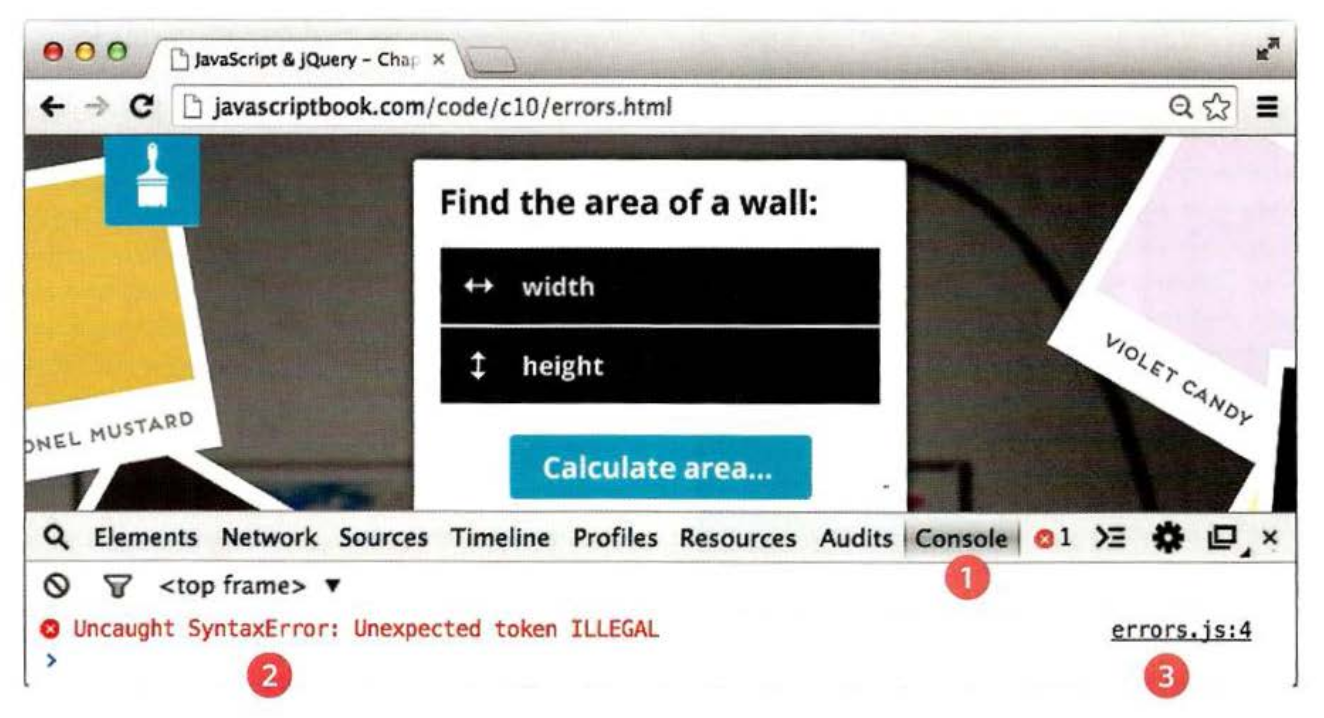 JavaScript & jQuery – Chap ×
javascriptbook.com/code/c10/errors.html
Find the area of a wall:
width
height
Calculate area...
ONEL MUSTARD
VIOLET CANDY
Elements Network Sources Timeline Profiles Resources Audits Console 1
<top frame> ▼
Uncaught SyntaxError: Unexpected token ILLEGAL errors.js:4
>
1
2
3